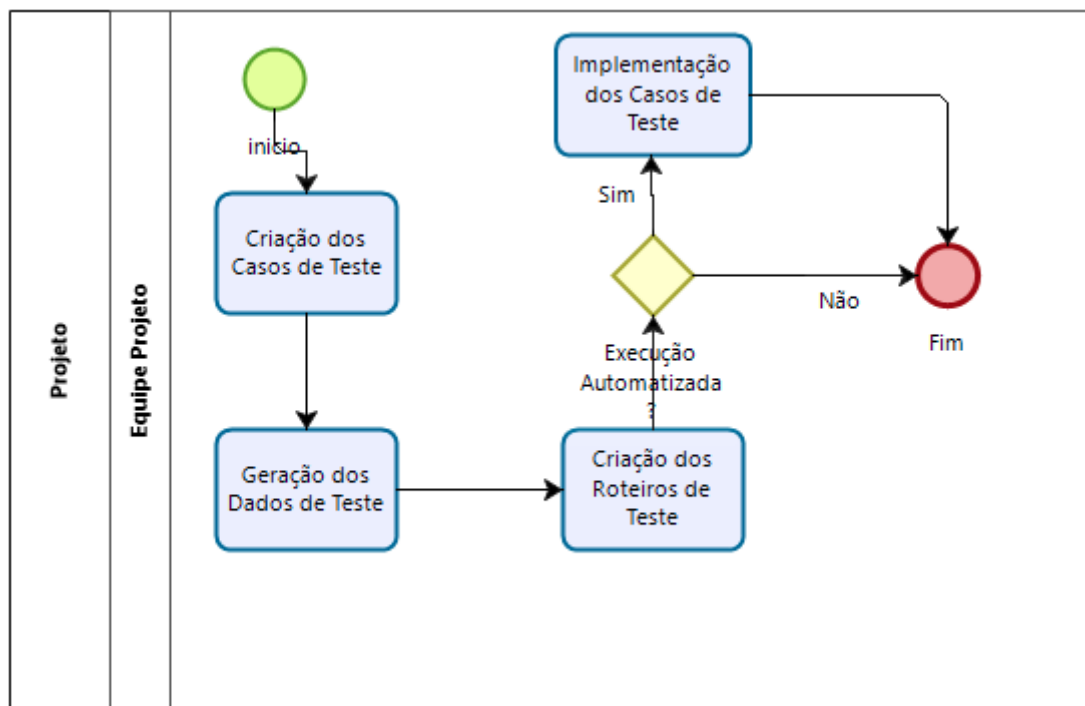 Projeto
Equipe Projeto
inicio
Criação dos
Casos de Teste
Geração dos
Dados de Teste
Criação dos
Roteiros de
Teste
Execução
Automatizada
?
Sim
Não
Implementação
dos Casos de
Teste
Fim